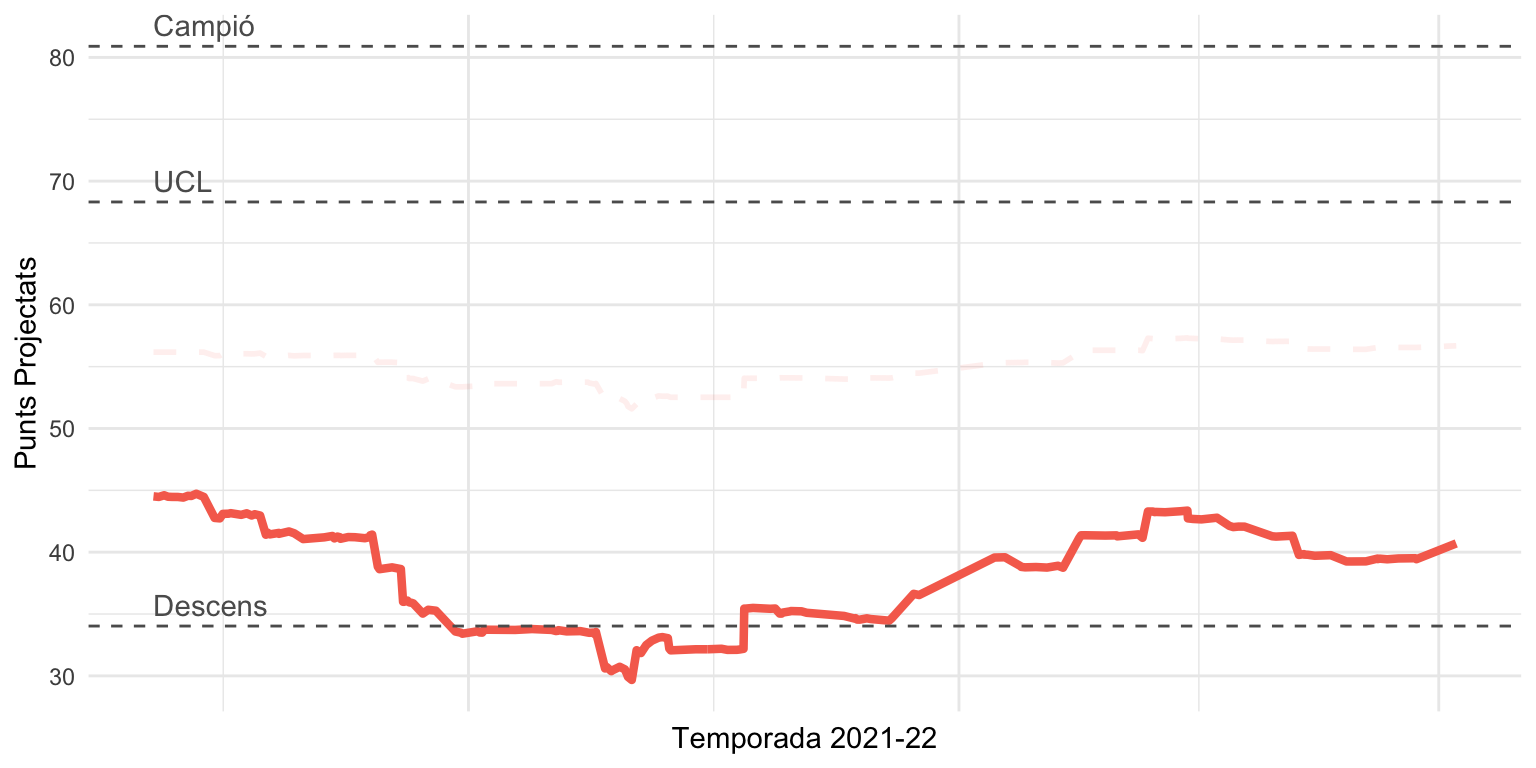 Campió
80
UCL
70
60
50
40
Descens
30
Punts Projectats
Temporada 2021-22